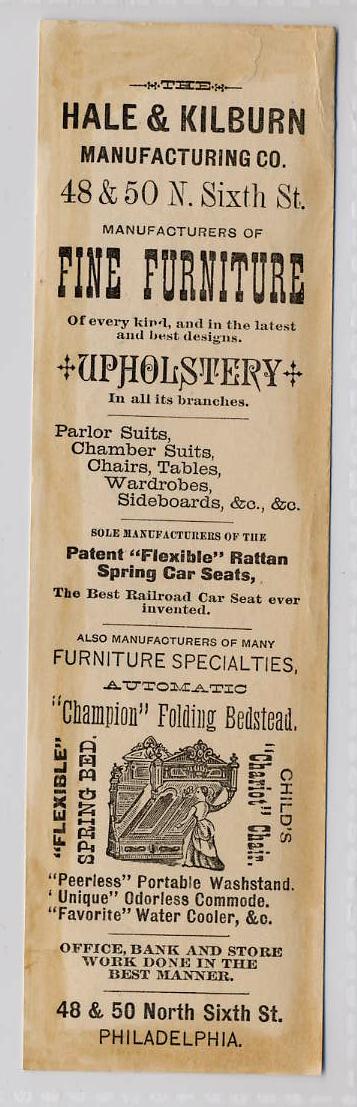 THE
HALE & KILBURN
MANUFACTURING CO.
48 & 50 N. Sixth St.
MANUFACTURERS OF
FINE FURNITURE
Of every kind, and in the latest
and best designs.
UPHOLSTERY
In all its branches.
Parlor Suits,
Chamber Suits,
Chairs, Tables,
Wardrobes,
Sideboards, &c., &c.
SOLE MANUFACTURERS OF THE
Patent "Flexible" Rattan
Spring Car Seats,
The Best Railroad Car Seat ever
invented.
ALSO MANUFACTURERS OF MANY
FURNITURE SPECIALTIES,
AUTOMATIC
"Champion" Folding Bedstead.
"FLEXIBLE"
SPRING BED.
CHILD'S
"Chariot" Chair.
"Peerless" Portable Washstand.
'Unique" Odorless Commode.
"Favorite" Water Cooler, &c.
OFFICE, BANK AND STORE
WORK DONE IN THE
BEST MANNER.
48 & 50 North Sixth St.
PHILADELPHIA.